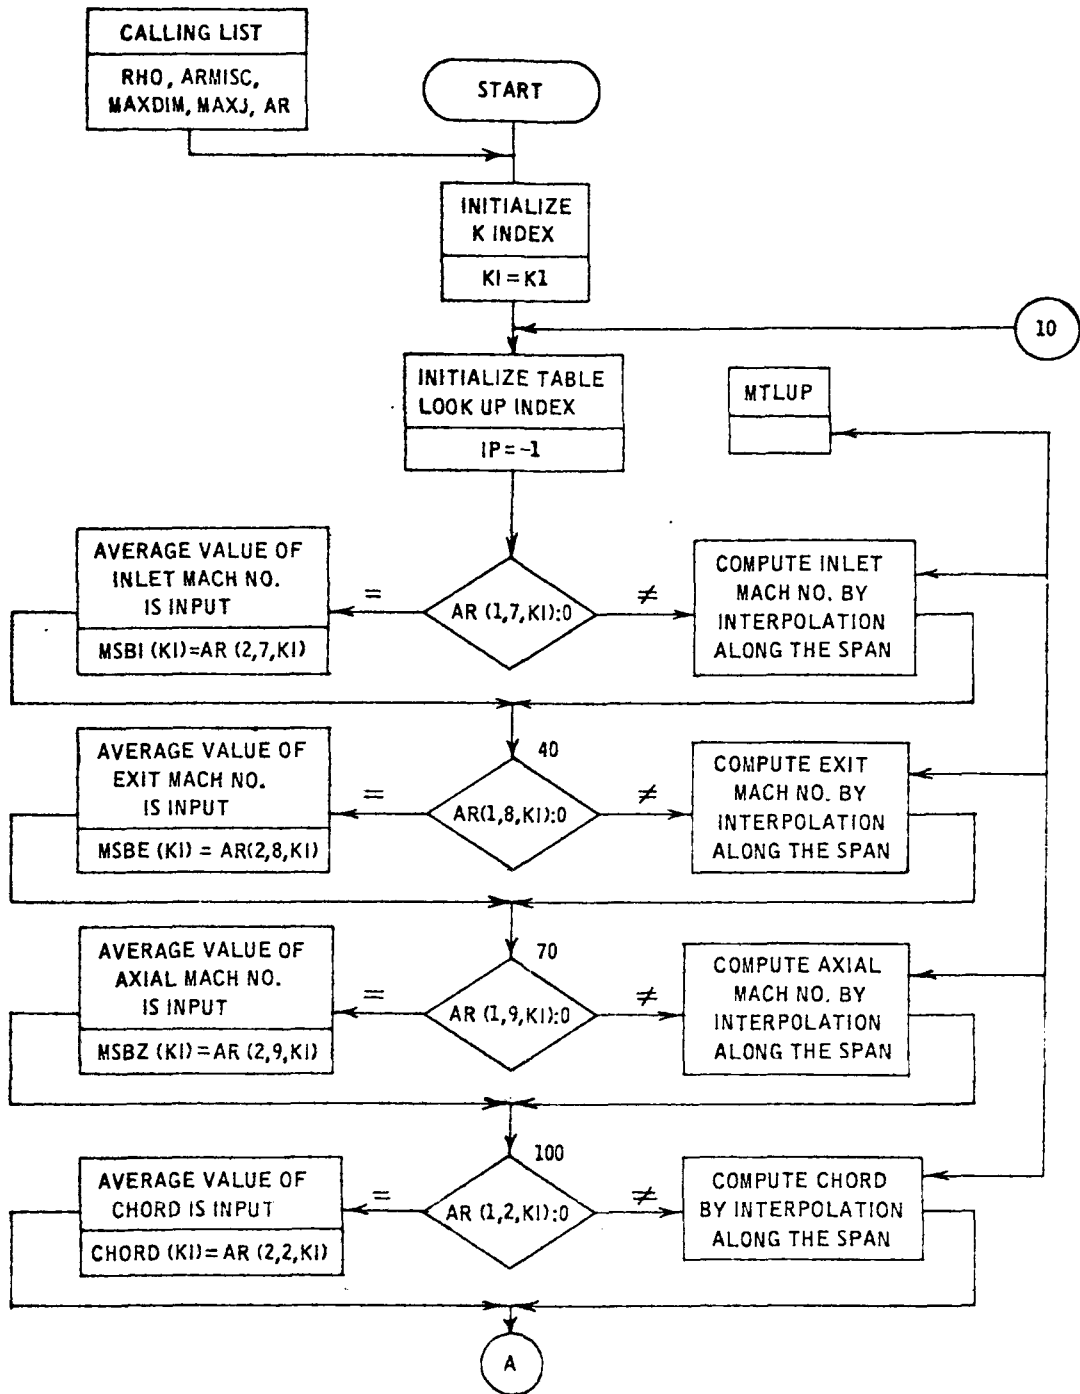 CALLING LIST
RHO, ARMISC,
MAXDIM, MAXJ, AR
START
INITIALIZE
K INDEX
KI = K1
10
INITIALIZE TABLE
LOOK UP INDEX
IP = -1
MTLUP
AVERAGE VALUE OF
INLET MACH NO.
IS INPUT
MSBI (KI)=AR (2,7,KI)
=
AR (1,7,KI):0
≠
COMPUTE INLET
MACH NO. BY
INTERPOLATION
ALONG THE SPAN
AVERAGE VALUE OF
EXIT MACH NO.
IS INPUT
MSBE (KI) = AR(2,8,KI)
=
40
AR(1,8,KI):0
≠
COMPUTE EXIT
MACH NO. BY
INTERPOLATION
ALONG THE SPAN
AVERAGE VALUE OF
AXIAL MACH NO.
IS INPUT
MSBZ (KI)=AR (2,9,KI)
=
70
AR (1,9,KI):0
≠
COMPUTE AXIAL
MACH NO. BY
INTERPOLATION
ALONG THE SPAN
AVERAGE VALUE OF
CHORD IS INPUT
CHORD (KI)= AR (2,2,KI)
=
100
AR (1,2,KI):0
≠
COMPUTE CHORD
BY INTERPOLATION
ALONG THE SPAN
A